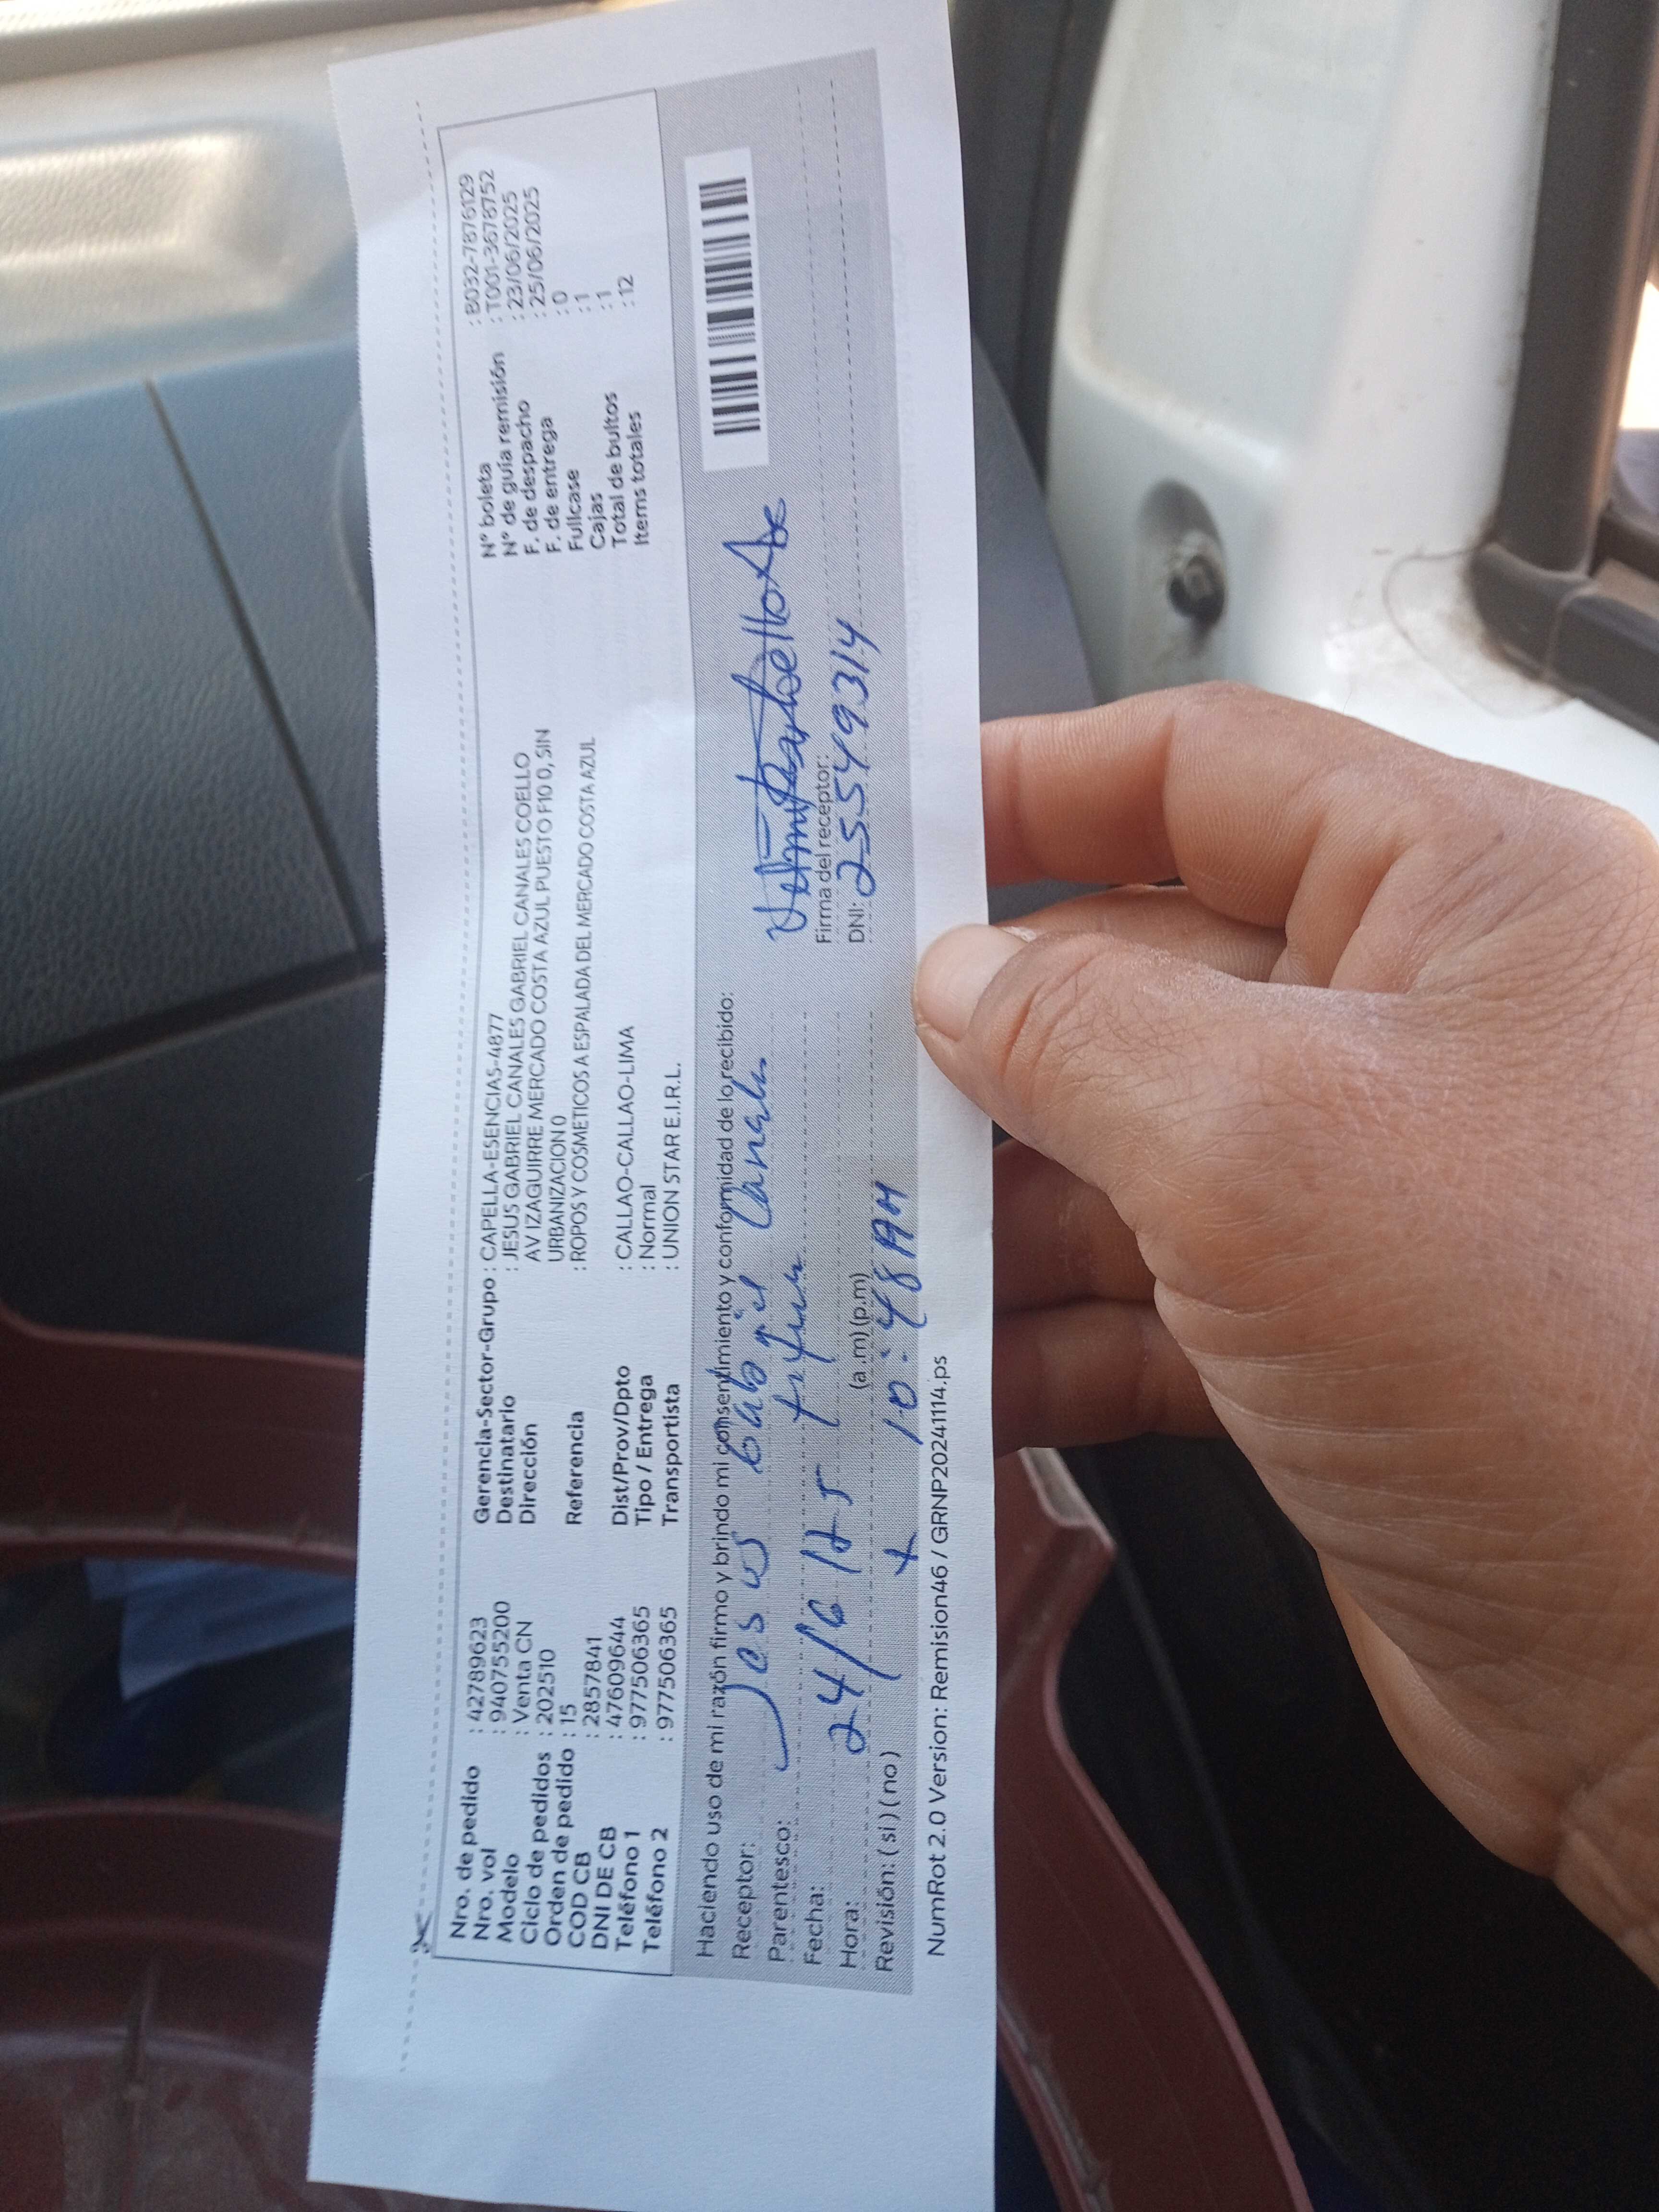 Nro. de pedido : 42789623
Nro. vol : 940755200
Modelo : Venta CN
Ciclo de pedidos : 202510
Orden de pedido : 15
COD CB : 2857841
DNI DE CB : 47609644
Teléfono 1 : 977506365
Teléfono 2 : 977506365
Gerencia-Sector-Grupo : CAPELLA-ESENCIAS-4877
Destinatario : JESUS GABRIEL CANALES GABRIEL CANALES COELLO
Dirección AV IZAGUIRRE MERCADO COSTA AZUL PUESTO F10 0, SIN
URBANIZACION 0
Referencia : ROPOS Y COSMETICOS A ESPALADA DEL MERCADO COSTA AZUL
Dist/Prov/Dpto : CALLAO-CALLAO-LIMA
Tipo / Entrega : Normal
Transportista : UNION STAR E.I.R.L.
N° boleta : B032-7876129
N° de guía remisión : T001-3678752
F. de despacho : 23/06/2025
F. de entrega : 25/06/2025
Fullcase : 0
Cajas : 1
Total de bultos : 1
Items totales : 12
Haciendo uso de mi razón firmo y brindo mi consentimiento y conformidad de lo recibido:
Receptor: Jesus Gabriel Canales
Parentesco:
Fecha: 24/6/25
Hora: (a.m) (p.m)
Revisión: ( si ) ( no ) + 10:48 AM
Firma del receptor:
DNI: 25549314
NumRot 2.0 Version: Remision46 / GRNP20241114.ps